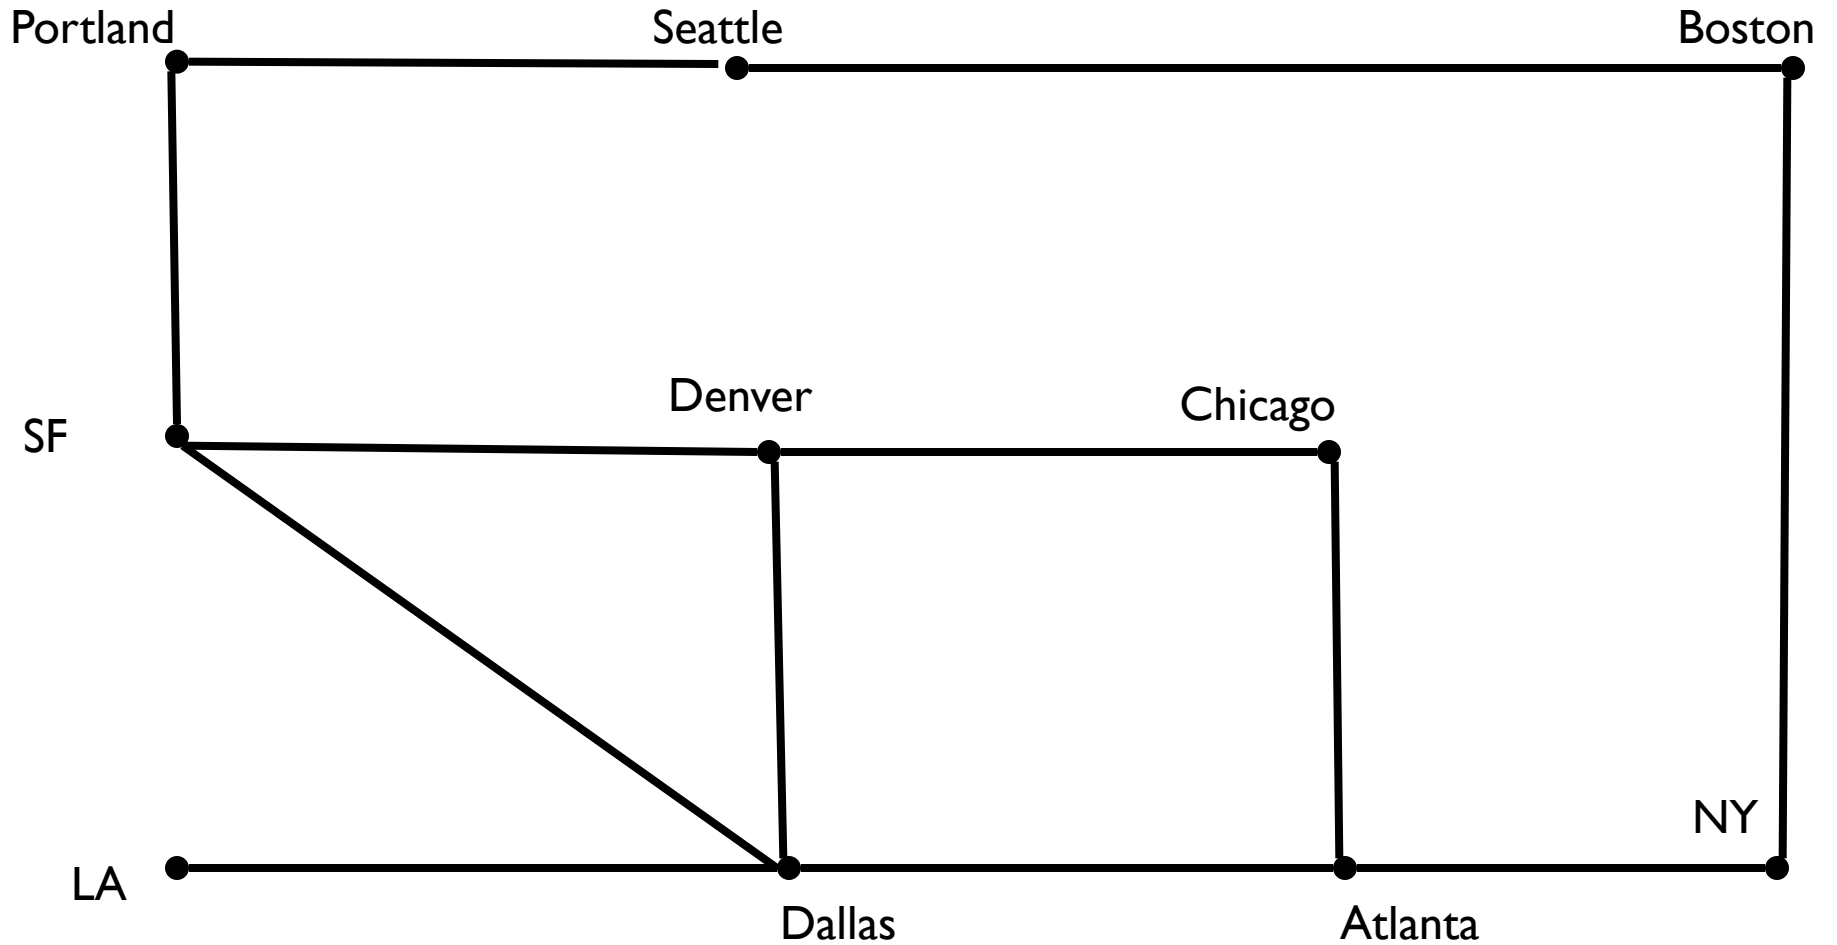 Portland
Seattle
Boston
Denver
Chicago
SF
NY
LA
Dallas
Atlanta